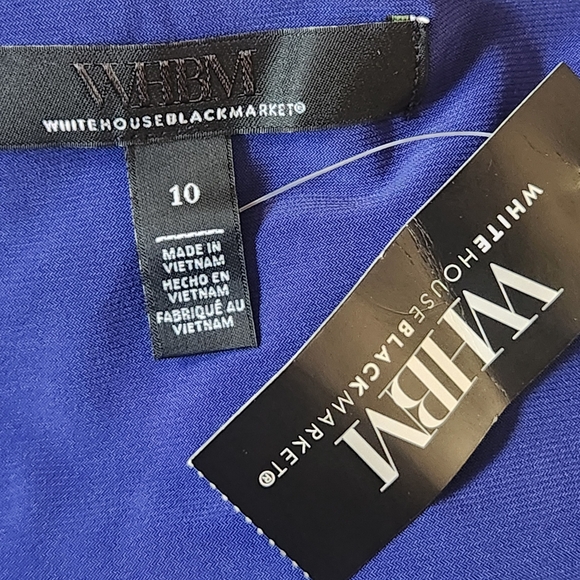 WHBM
WHITEHOUSEBLACKMARKET®
10
MADE IN
VIETNAM
HECHO EN
VIETNAM
FABRIQUÉ AU
VIETNAM
WHBM
WHITEHOUSEBLACKMARKET®